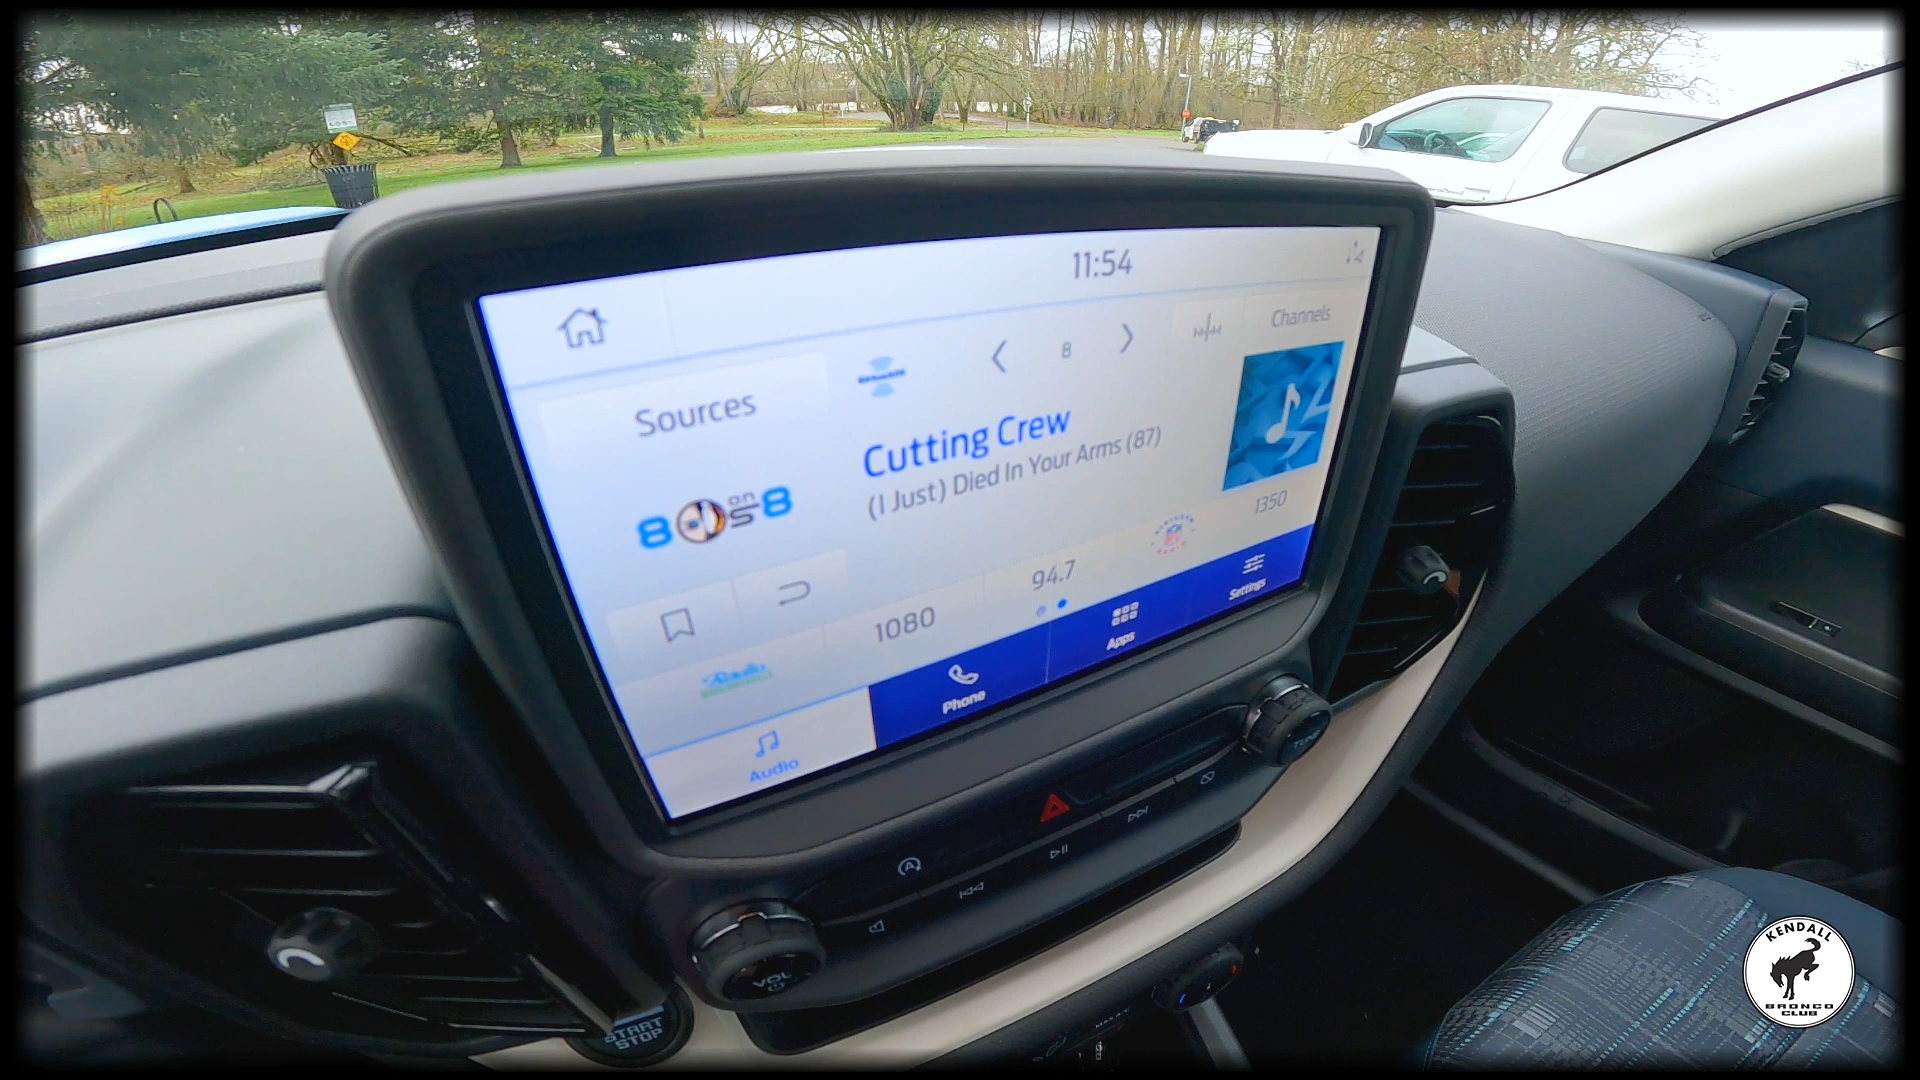 11:54
Sources
8
Channels
Cutting Crew
(I Just) Died In Your Arms (87)
80s on 8
1350
94.7
1080
Audio
Phone
Apps
Settings
VOL
TUNE
START
STOP
KENDALL
BRONCO
CLUB